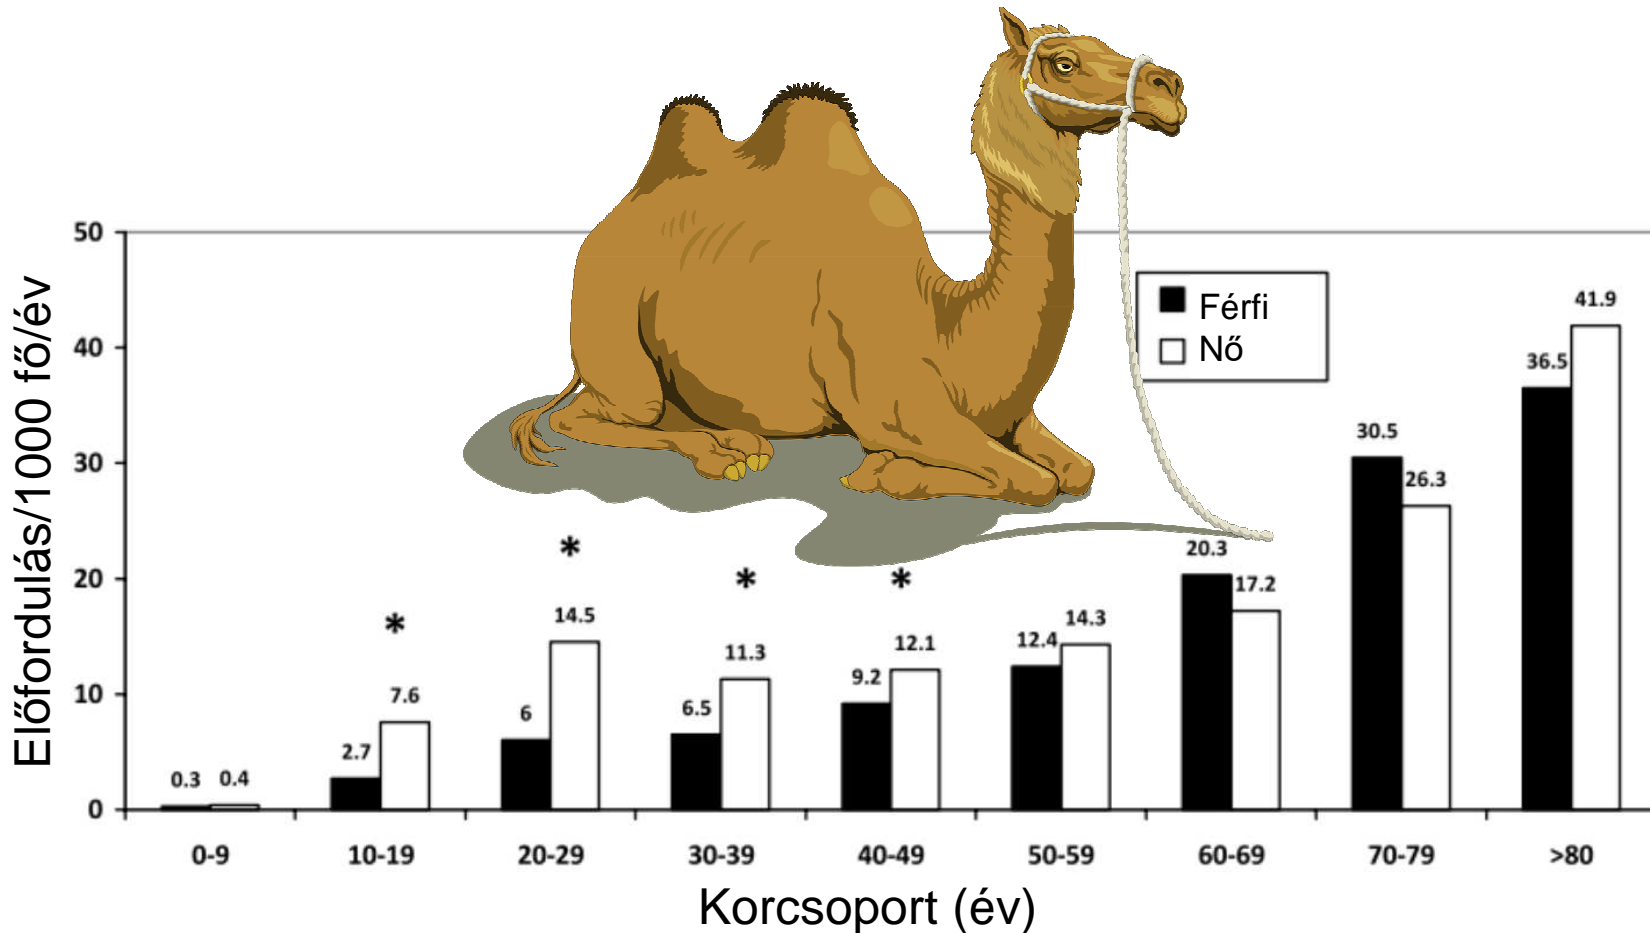 Előfordulás/1000 fő/év
50
40
30
20
10
0
Férfi
Nő
0.3 0.4
2.7 7.6
6 14.5
6.5 11.3
9.2 12.1
12.4 14.3
20.3 17.2
30.5 26.3
36.5 41.9
* * * *
0-9 10-19 20-29 30-39 40-49 50-59 60-69 70-79 >80
Korcsoport (év)